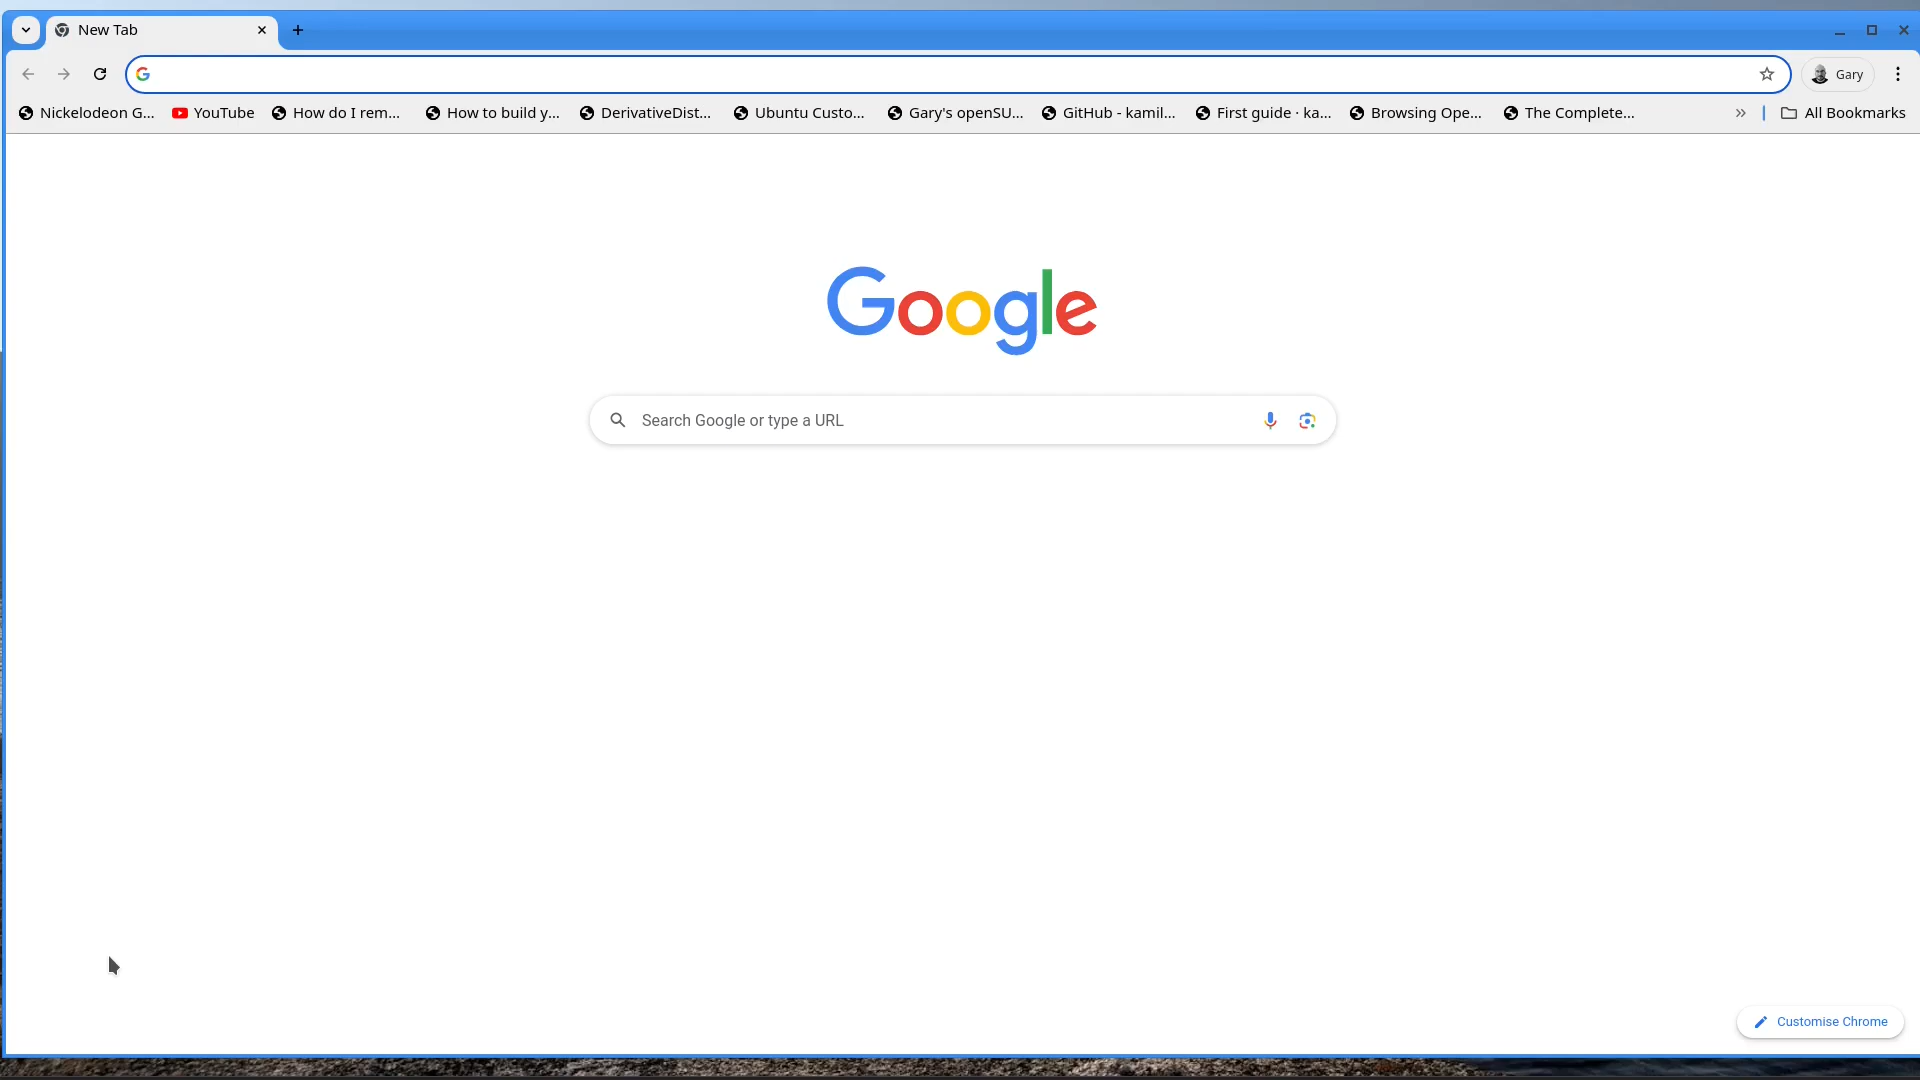 New Tab
Gary
Nickelodeon G...
YouTube
How do I rem...
How to build y...
DerivativeDist...
Ubuntu Custo...
Gary's openSU...
GitHub - kamil...
First guide · ka...
Browsing Ope...
The Complete...
All Bookmarks
Google
Search Google or type a URL
Customise Chrome